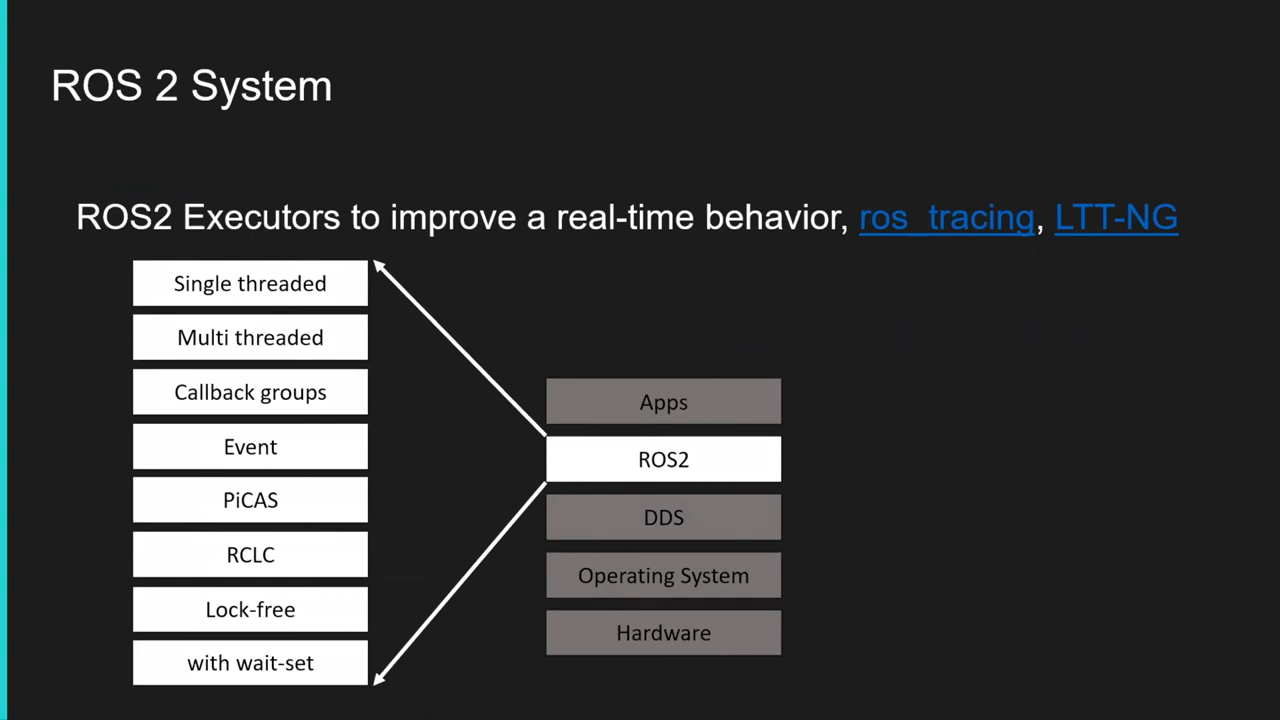 ROS 2 System
ROS2 Executors to improve a real-time behavior, ros_tracing, LTT-NG
Single threaded
Multi threaded
Callback groups
Event
PiCAS
RCLC
Lock-free
with wait-set
Apps
ROS2
DDS
Operating System
Hardware